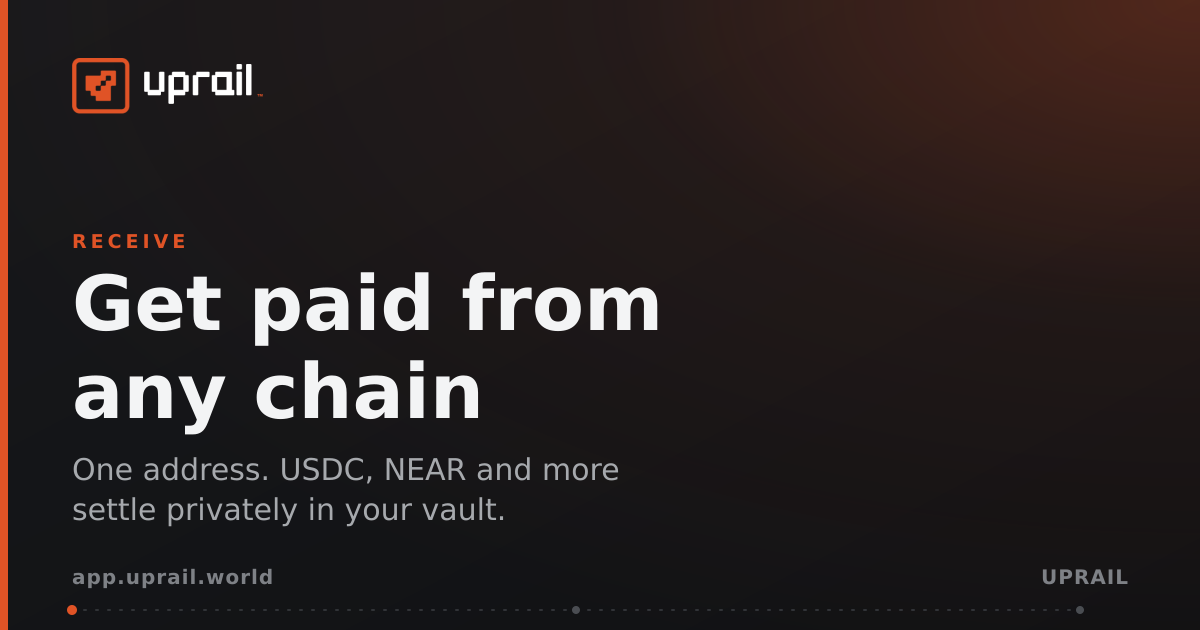 uprail™
RECEIVE
Get paid from
any chain
One address. USDC, NEAR and more
settle privately in your vault.
app.uprail.world
UPRAIL